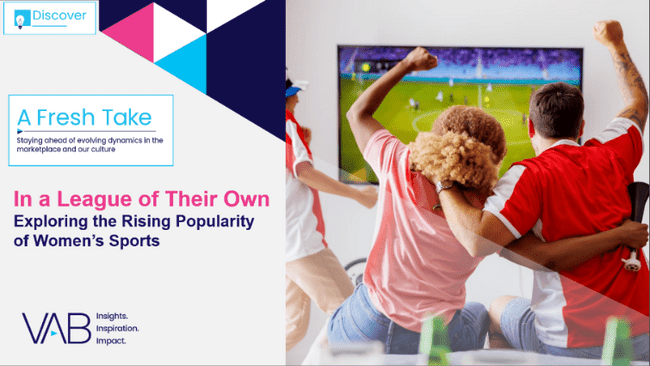 Discover
A Fresh Take
Staying ahead of evolving dynamics in the
marketplace and our culture
In a League of Their Own
Exploring the Rising Popularity
of Women's Sports
VAB
Insights.
Inspiration.
Impact.